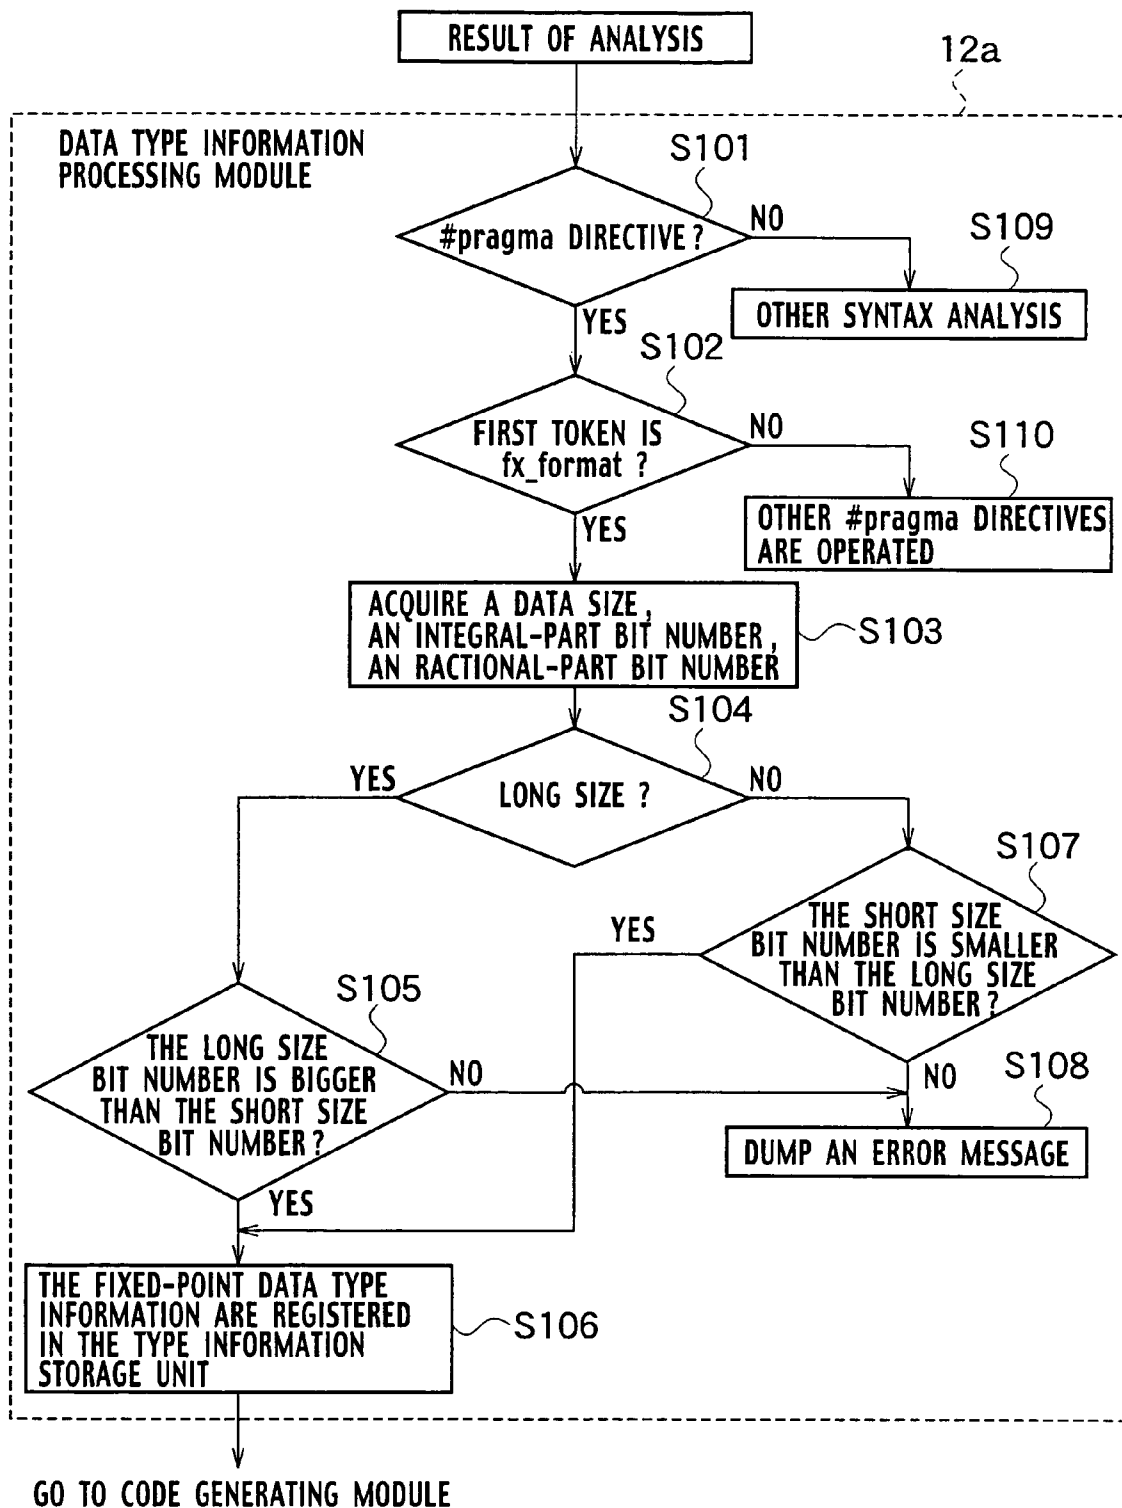 RESULT OF ANALYSIS
12a
DATA TYPE INFORMATION
PROCESSING MODULE
S101
#pragma DIRECTIVE ?
NO
S109
OTHER SYNTAX ANALYSIS
YES
S102
FIRST TOKEN IS
fx_format ?
NO
S110
OTHER #pragma DIRECTIVES
ARE OPERATED
YES
ACQUIRE A DATA SIZE,
AN INTEGRAL-PART BIT NUMBER,
AN RACTIONAL-PART BIT NUMBER
S103
S104
YES
LONG SIZE ?
NO
S107
THE SHORT SIZE
BIT NUMBER IS SMALLER
THAN THE LONG SIZE
BIT NUMBER ?
YES
S105
THE LONG SIZE
BIT NUMBER IS BIGGER
THAN THE SHORT SIZE
BIT NUMBER ?
NO
NO
S108
DUMP AN ERROR MESSAGE
YES
THE FIXED-POINT DATA TYPE
INFORMATION ARE REGISTERED
IN THE TYPE INFORMATION
STORAGE UNIT
S106
GO TO CODE GENERATING MODULE